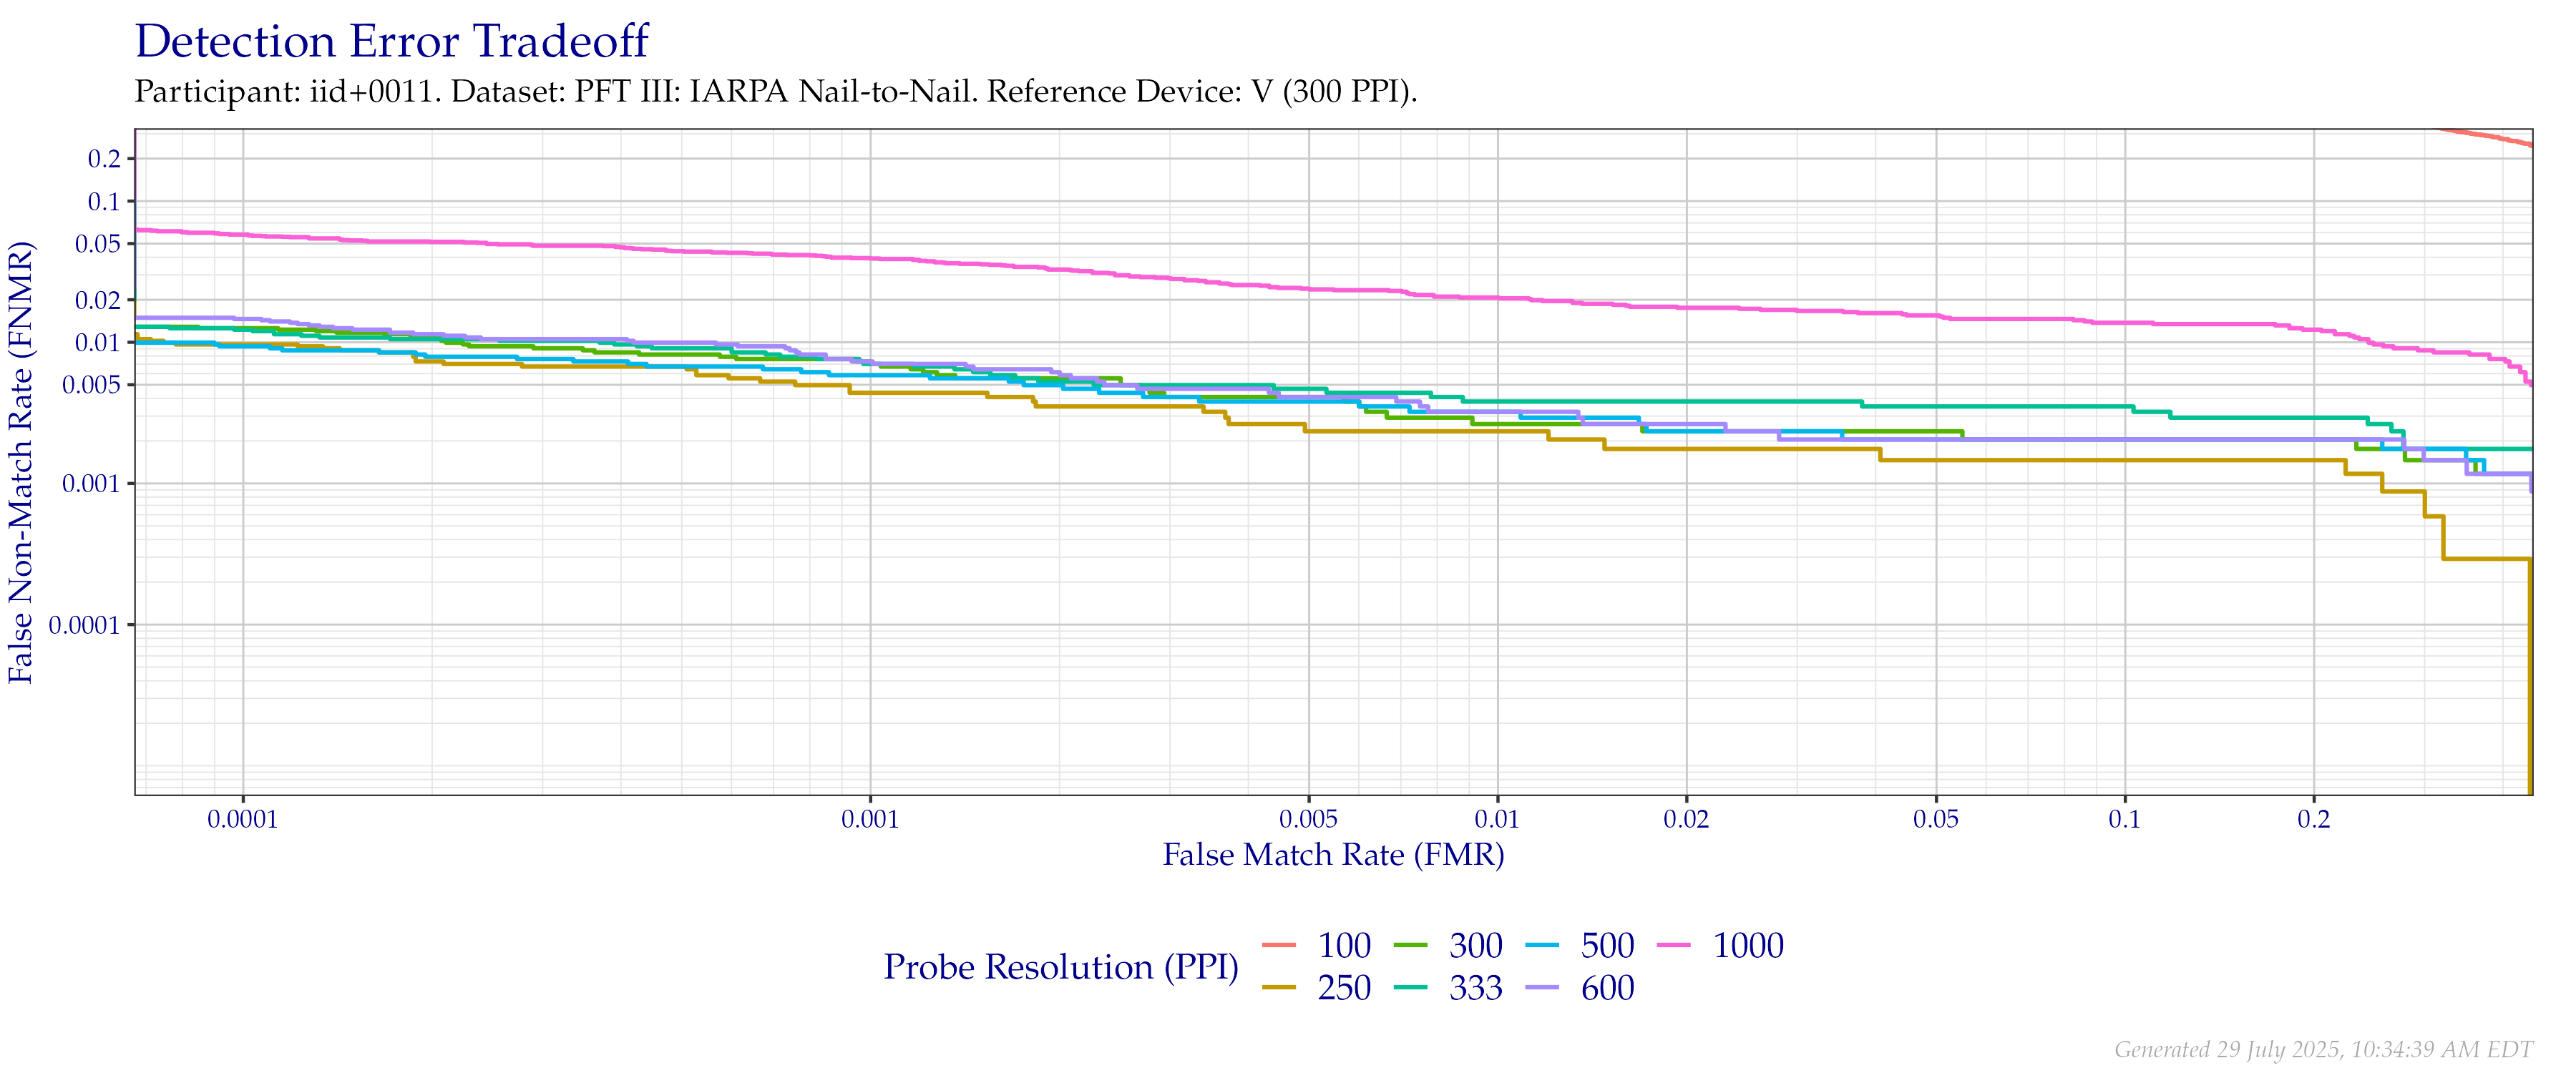 Detection Error Tradeoff
Participant: iid+0011. Dataset: PFT III: IARPA Nail-to-Nail. Reference Device: V (300 PPI).
False Non-Match Rate (FNMR)
0.2
0.1
0.05
0.02
0.01
0.005
0.001
0.0001
0.0001 0.001 0.005 0.01 0.02 0.05 0.1 0.2
False Match Rate (FMR)
Probe Resolution (PPI)
100 300 500 1000
250 333 600
Generated 29 July 2025, 10:34:39 AM EDT